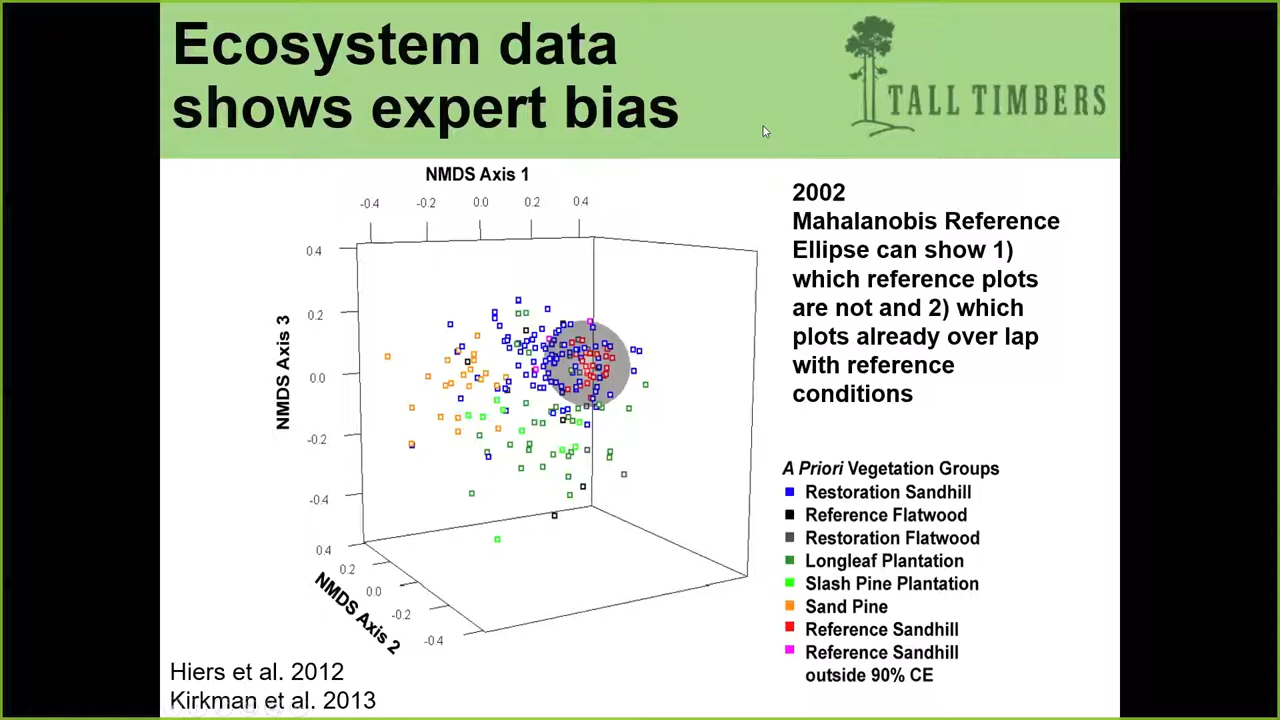 Ecosystem data
shows expert bias
TALL TIMBERS
NMDS Axis 1
-0.4 -0.2 0.0 0.2 0.4
0.4
0.2
0.0
-0.2
-0.4
NMDS Axis 3
0.4
0.2
0.0
-0.2
-0.4
NMDS Axis 2
2002
Mahalanobis Reference
Ellipse can show 1)
which reference plots
are not and 2) which
plots already over lap
with reference
conditions
A Priori Vegetation Groups
Restoration Sandhill
Reference Flatwood
Restoration Flatwood
Longleaf Plantation
Slash Pine Plantation
Sand Pine
Reference Sandhill
Reference Sandhill
outside 90% CE
Hiers et al. 2012
Kirkman et al. 2013